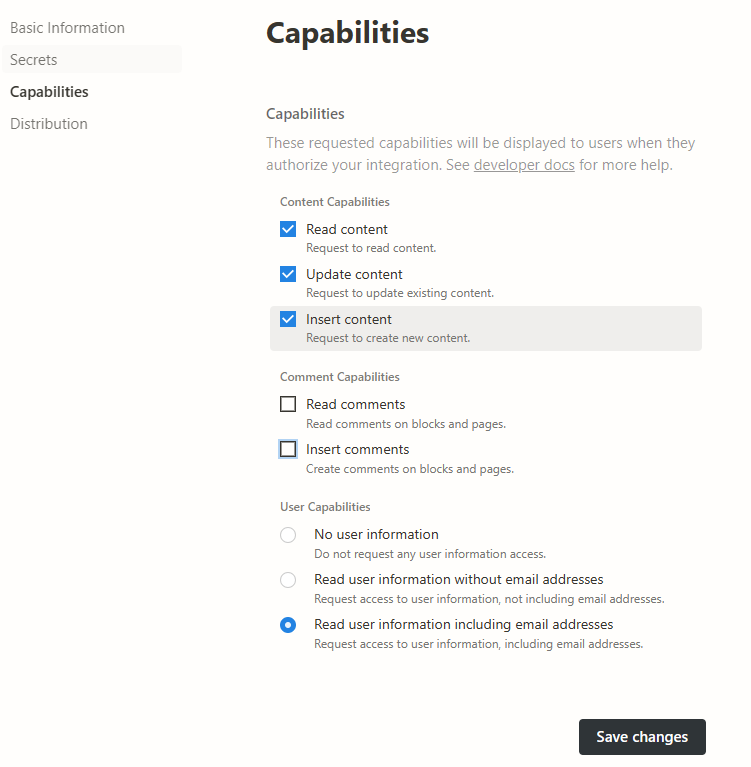 Basic Information
Secrets
Capabilities
Distribution
Capabilities
Capabilities
These requested capabilities will be displayed to users when they
authorize your integration. See developer docs for more help.
Content Capabilities
Read content
Request to read content.
Update content
Request to update existing content.
Insert content
Request to create new content.
Comment Capabilities
Read comments
Read comments on blocks and pages.
Insert comments
Create comments on blocks and pages.
User Capabilities
No user information
Do not request any user information access.
Read user information without email addresses
Request access to user information, not including email addresses.
Read user information including email addresses
Request access to user information, including email addresses.
Save changes